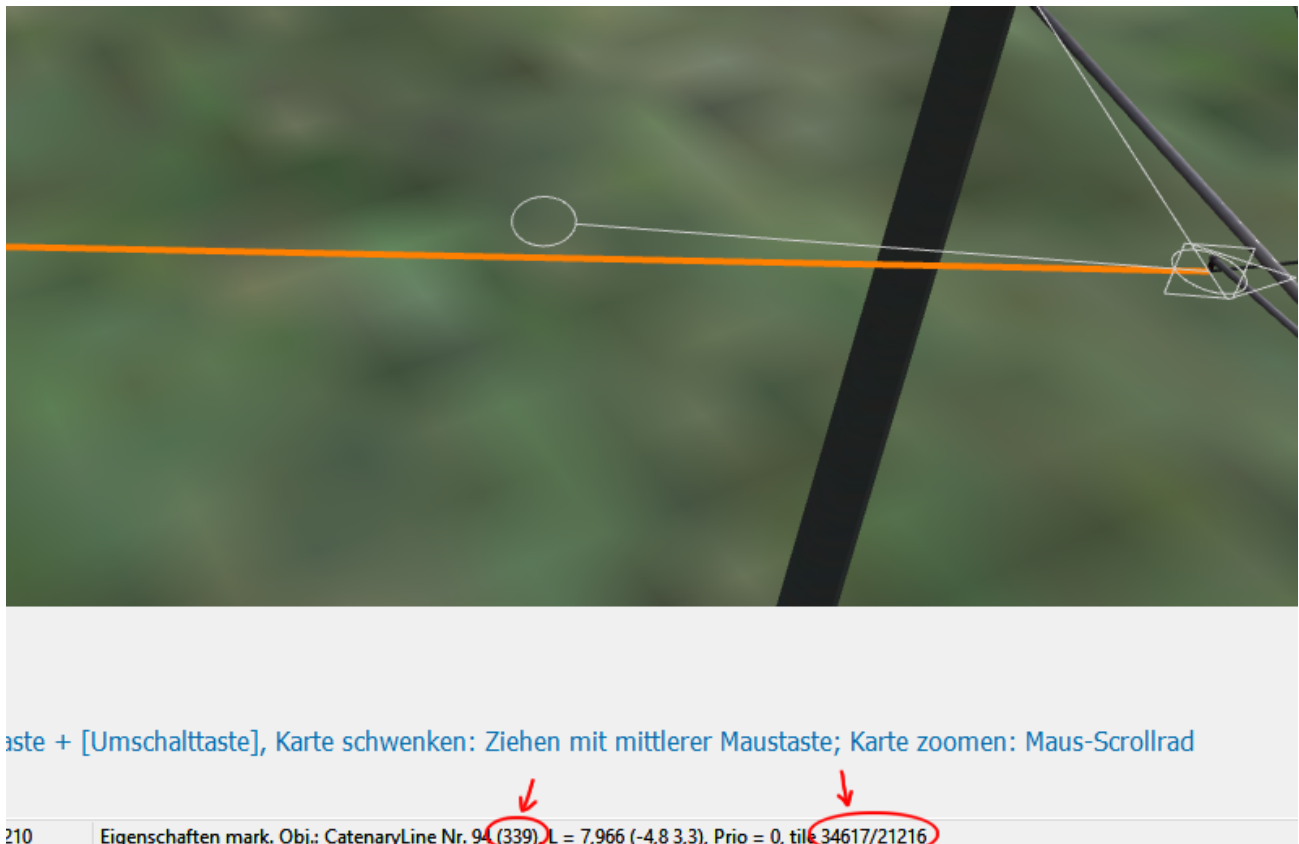 aste + [Umschalttaste], Karte schwenken: Ziehen mit mittlerer Maustaste; Karte zoomen: Maus-Scrollrad
210 Eigenschaften mark. Obj.: CatenaryLine Nr. 94 (339), L = 7,966 (-4,8 3,3), Prio = 0, tile 34617/21216